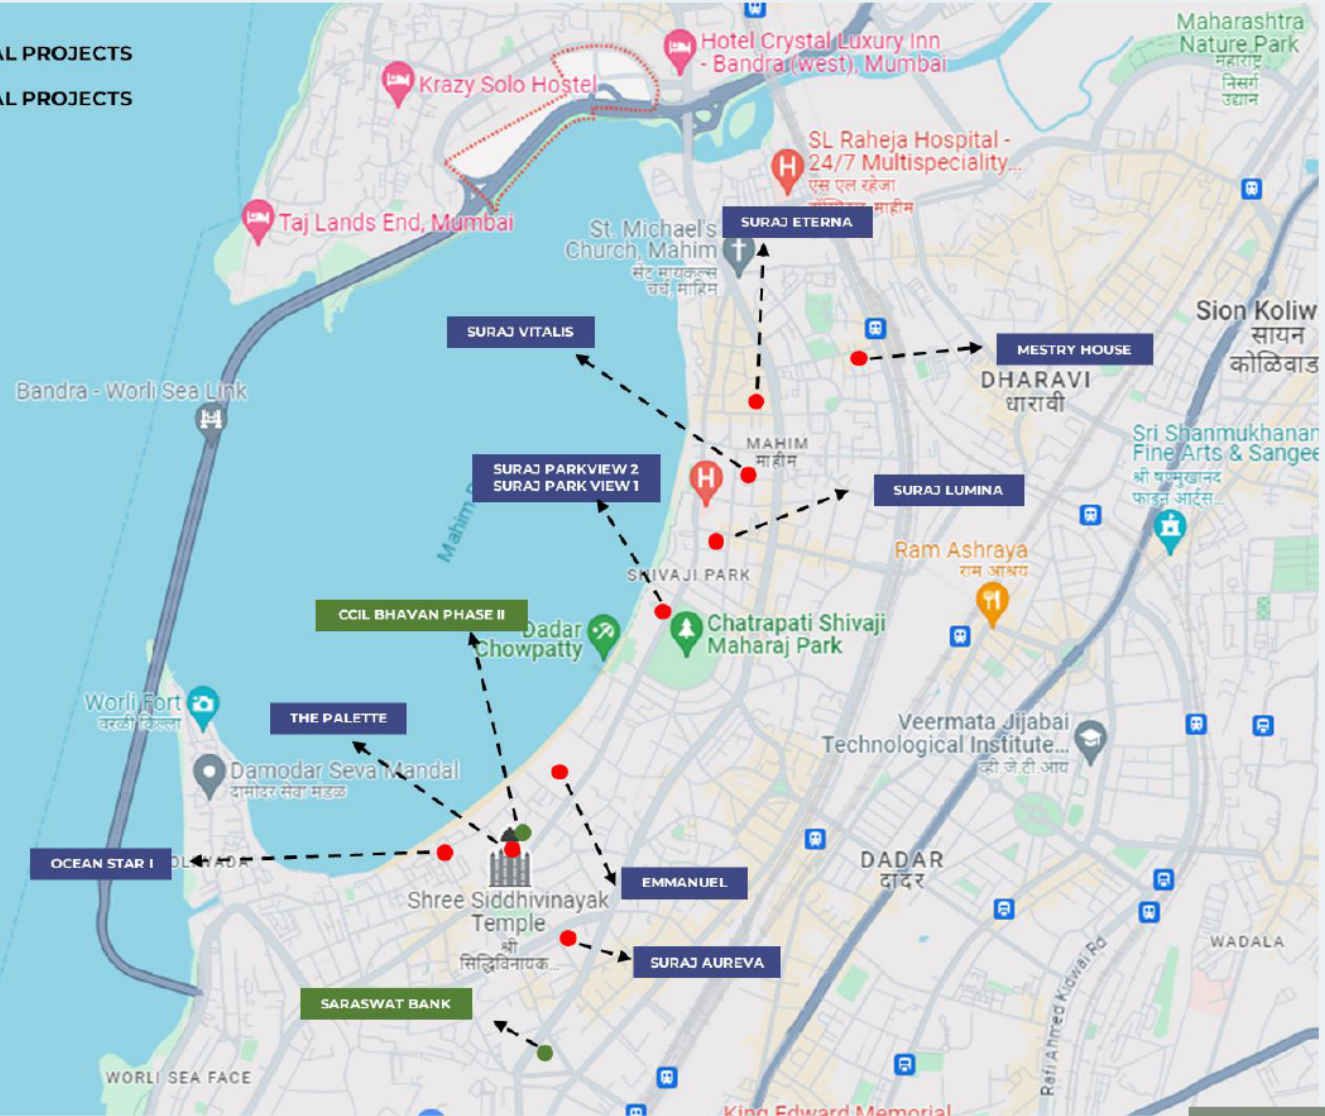 AL PROJECTS
AL PROJECTS
Maharashtra
Nature Park
महाराष्ट्र
निसर्ग
उद्यान
Hotel Crystal Luxury Inn
- Bandra (west), Mumbai
Krazy Solo Hostel
SL Raheja Hospital -
24/7 Multispeciality...
एस एल रहेजा
माहीम
Taj Lands End, Mumbai
SURAJ ETERNA
St. Michael's
Church, Mahim
सेंट मायकल्स
चर्च, माहिम
Sion Koliw
सायन
कोळिवाड
SURAJ VITALIS
MESTRY HOUSE
DHARAVI
धारावी
Bandra - Worli Sea Link
MAHIM
माहीम
Sri Shanmukhanan
Fine Arts & Sangee
श्री षण्मुखानंद
फाइन आर्ट्स...
SURAJ PARKVIEW 2
SURAJ PARK VIEW 1
SURAJ LUMINA
Mahim
Ram Ashraya
राम आश्रय
SHIVAJI PARK
CCIL BHAVAN PHASE II
Dadar
Chowpatty
Chatrapati Shivaji
Maharaj Park
Worli Fort
वरळी किल्ला
THE PALETTE
Veermata Jijabai
Technological Institute...
व्ही जे.टी.आय
Damodar Seva Mandal
दामोदर सेवा मंडळ
OCEAN STAR I
EMMANUEL
DADAR
दादर
Shree Siddhivinayak
Temple
श्री
सिद्धिविनायक...
SURAJ AUREVA
WADALA
Rafi Ahmed Kidwai Rd
SARASWAT BANK
WORLI SEA FACE
King Edward Memorial